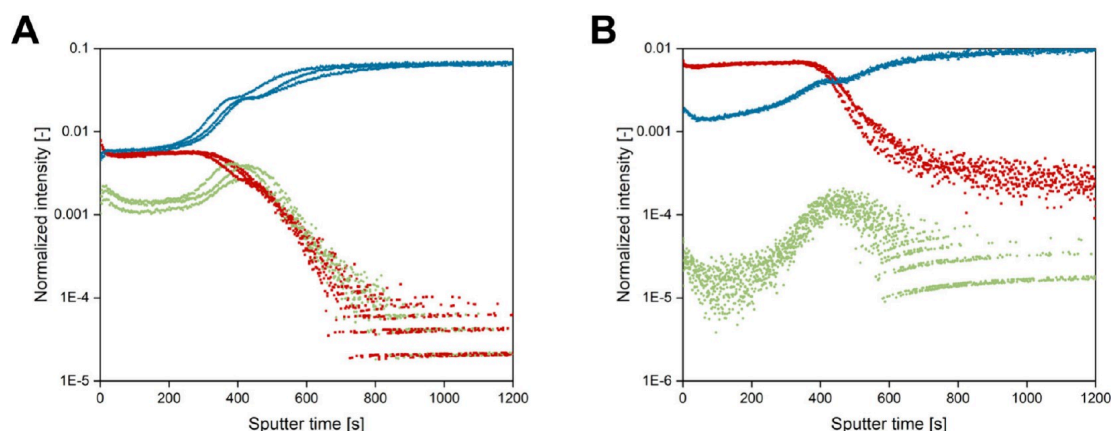 A
B
Normalized intensity [-]
0.1
0.01
0.001
1E-4
1E-5
0 200 400 600 800 1000 1200
Sputter time [s]
Normalized intensity [-]
0.01
0.001
1E-4
1E-5
1E-6
0 200 400 600 800 1000 1200
Sputter time [s]